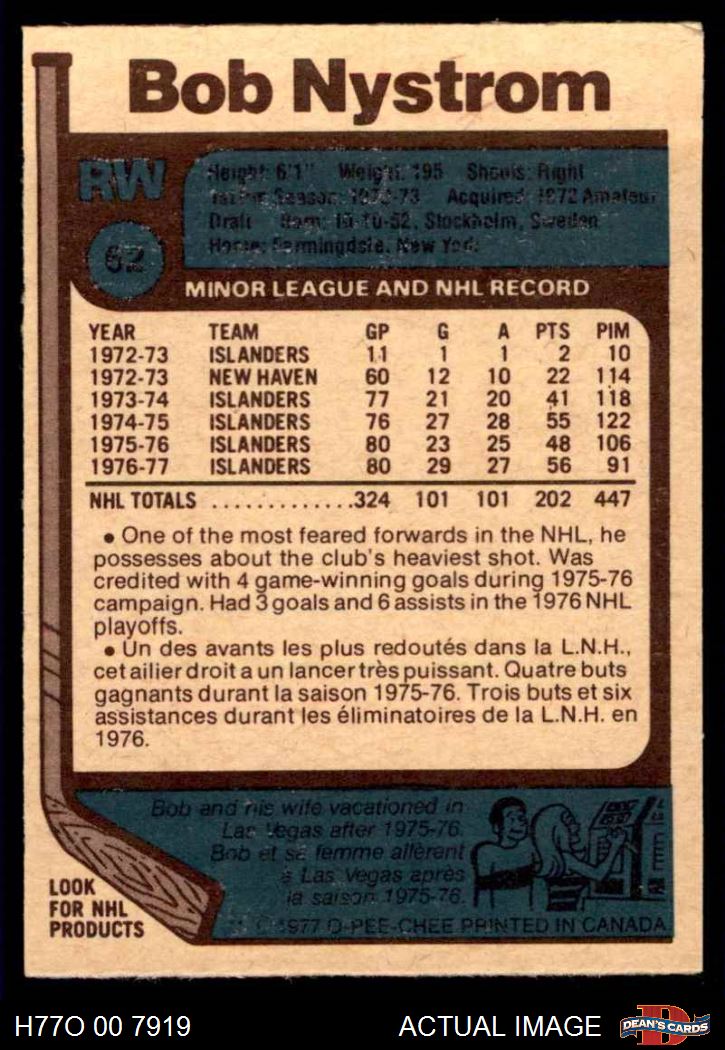 Bob Nystrom
RW
Height: 6'1" Weight: 195 Shoots: Right
Season: 1972-73 Acquired: 1972 Amateur
Draft Born: 10-10-52, Stockholm, Sweden
Home: Farmingdale, New York
62
MINOR LEAGUE AND NHL RECORD
YEAR TEAM GP G A PTS PIM
1972-73 ISLANDERS 11 1 1 2 10
1972-73 NEW HAVEN 60 12 10 22 114
1973-74 ISLANDERS 77 21 20 41 118
1974-75 ISLANDERS 76 27 28 55 122
1975-76 ISLANDERS 80 23 25 48 106
1976-77 ISLANDERS 80 29 27 56 91
NHL TOTALS .............324 101 101 202 447
• One of the most feared forwards in the NHL, he
possesses about the club's heaviest shot. Was
credited with 4 game-winning goals during 1975-76
campaign. Had 3 goals and 6 assists in the 1976 NHL
playoffs.
• Un des avants les plus redoutés dans la L.N.H.,
cet ailier droit a un lancer très puissant. Quatre buts
gagnants durant la saison 1975-76. Trois buts et six
assistances durant les éliminatoires de la L.N.H. en
1976.
Bob and his wife vacationed in
Las Vegas after 1975-76.
Bob et sa femme allèrent
à Las Vegas après
la saison 1975-76.
LOOK
FOR NHL
PRODUCTS
© 1977 O-PEE-CHEE PRINTED IN CANADA
H77O 00 7919
ACTUAL IMAGE
DEAN'S CARDS